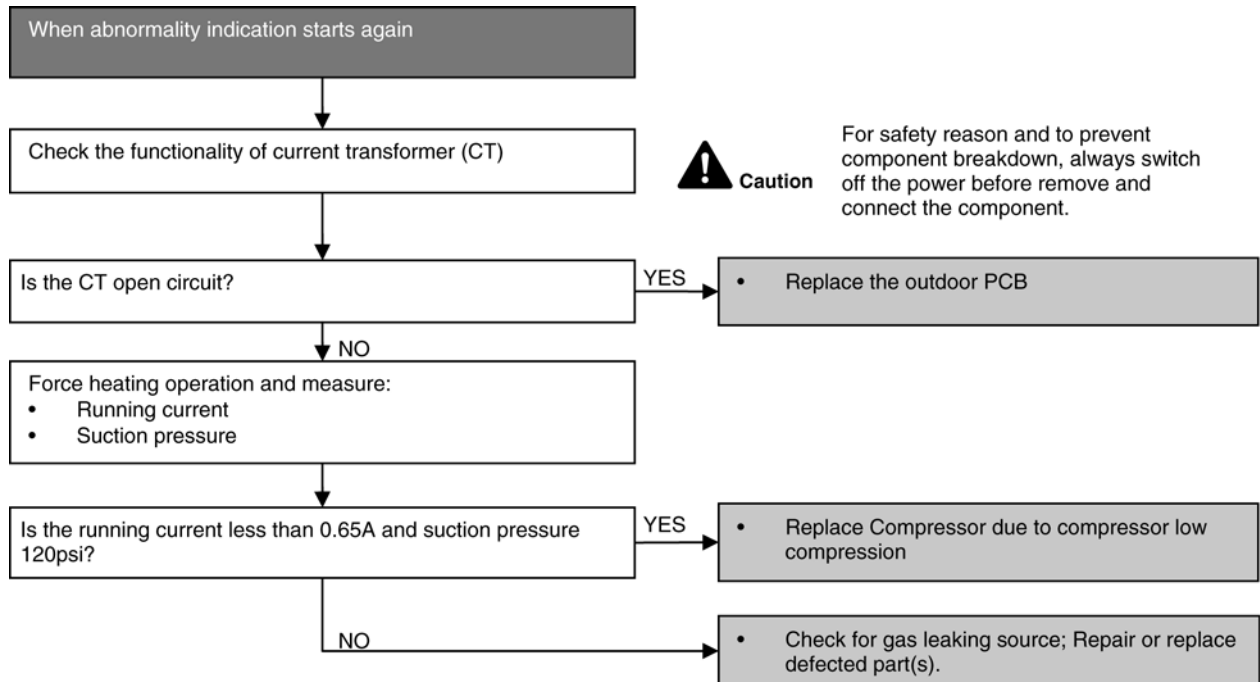 When abnormality indication starts again
Check the functionality of current transformer (CT)
Caution
For safety reason and to prevent
component breakdown, always switch
off the power before remove and
connect the component.
Is the CT open circuit?
YES
• Replace the outdoor PCB
NO
Force heating operation and measure:
• Running current
• Suction pressure
Is the running current less than 0.65A and suction pressure
120psi?
YES
• Replace Compressor due to compressor low
compression
NO
• Check for gas leaking source; Repair or replace
defected part(s).